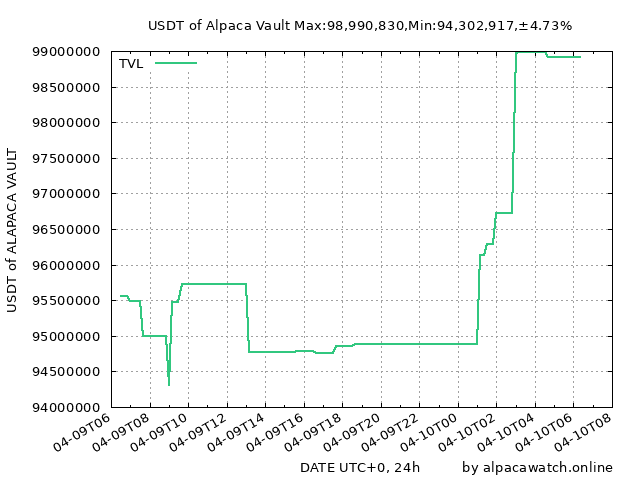 USDT of Alpaca Vault Max:98,990,830,Min:94,302,917,±4.73%
99000000
TVL
98500000
98000000
97500000
97000000
96500000
96000000
95500000
95000000
94500000
94000000
USDT of ALAPACA VAULT
04-09T06
04-09T08
04-09T10
04-09T12
04-09T14
04-09T16
04-09T18
04-09T20
04-09T22
04-10T00
04-10T02
04-10T04
04-10T06
04-10T08
DATE UTC+0, 24h
by alpacawatch.online